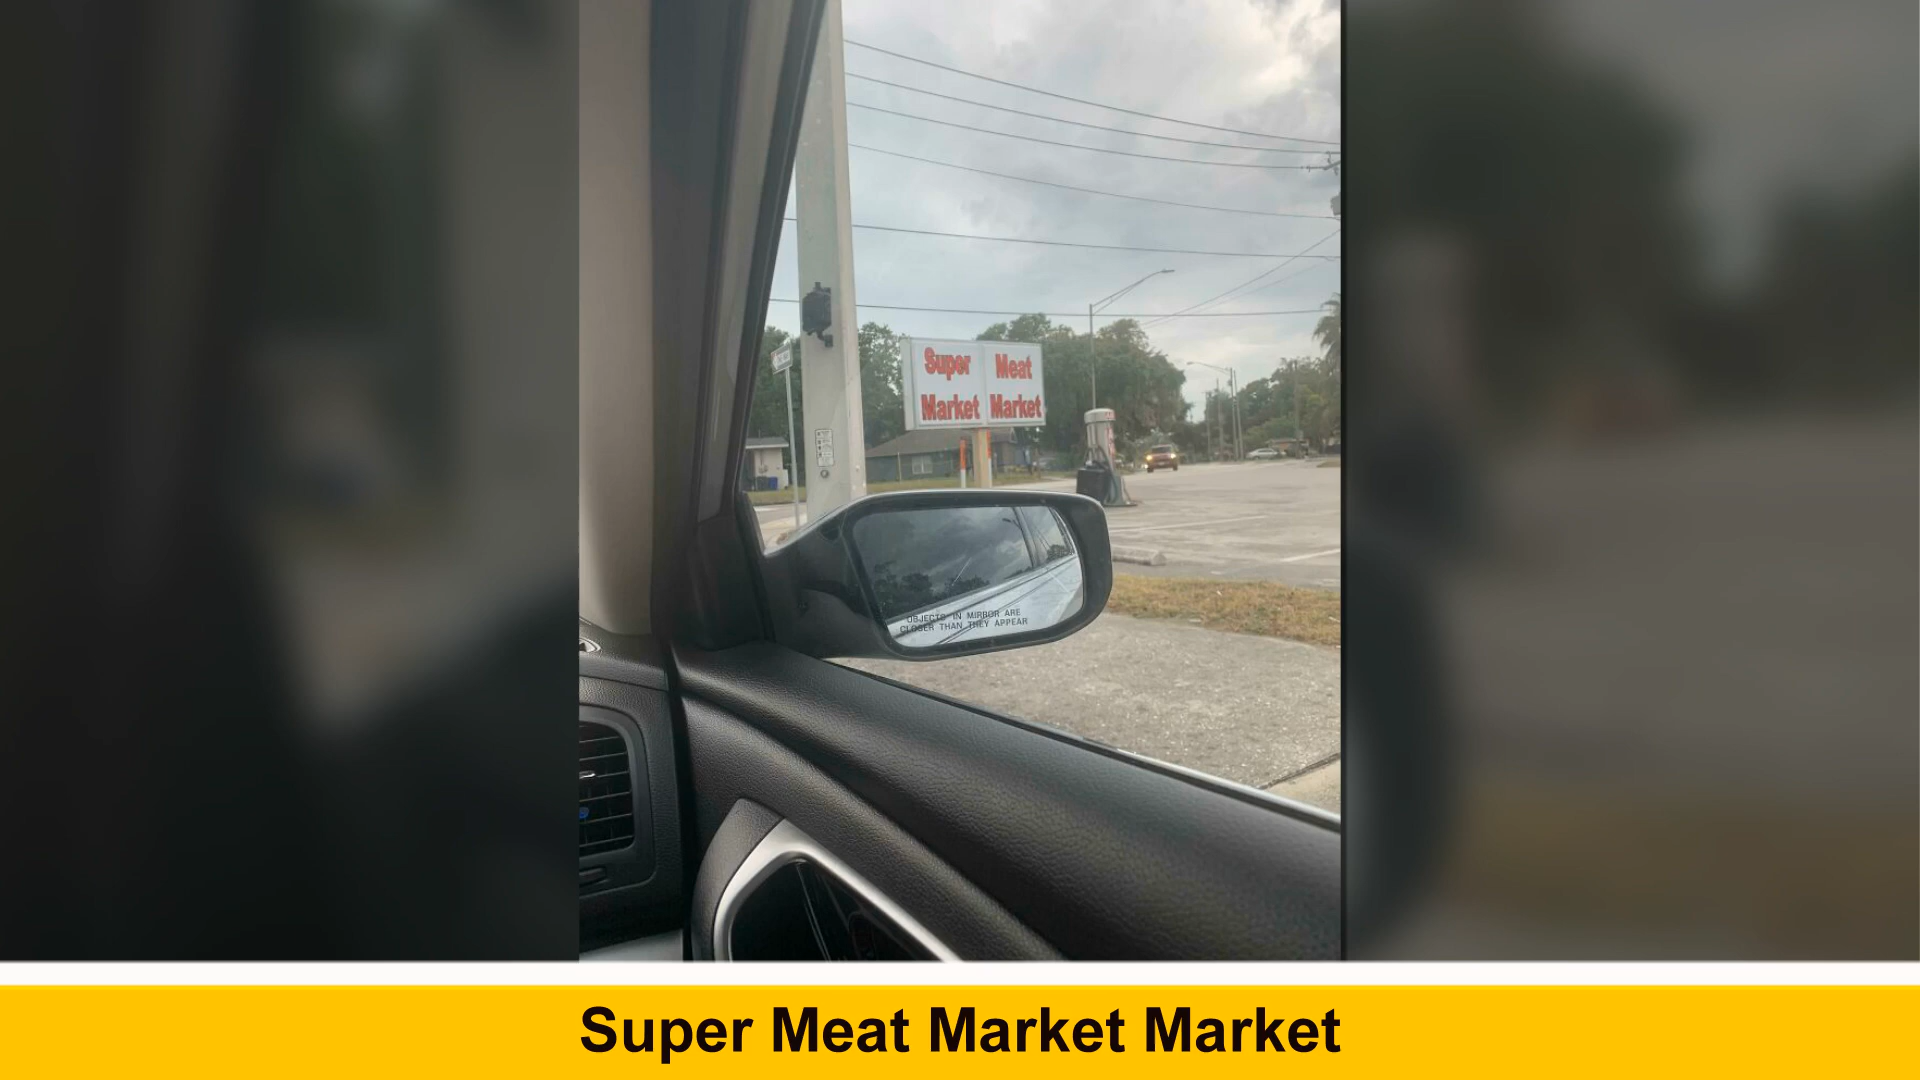 Super Meat
Market Market
OBJECTS IN MIRROR ARE
CLOSER THAN THEY APPEAR
Super Meat Market Market